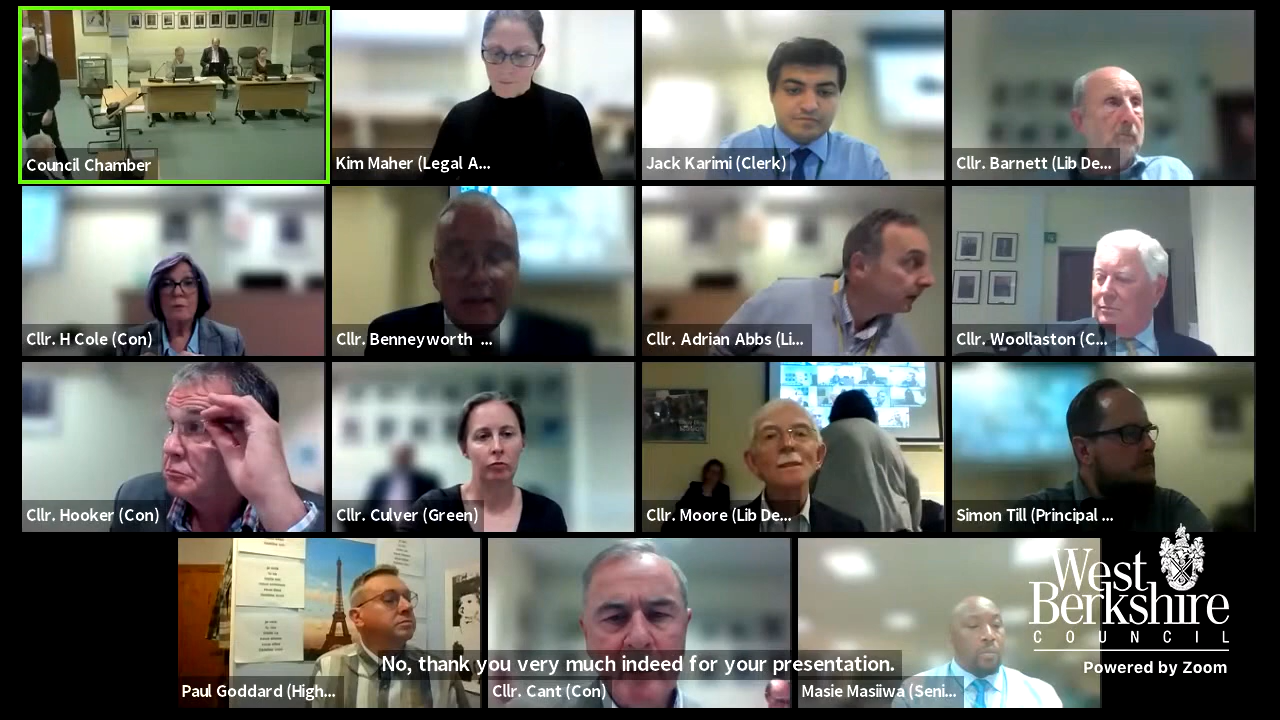 Council Chamber
Kim Maher (Legal A...
Jack Karimi (Clerk)
Cllr. Barnett (Lib De...
Cllr. H Cole (Con)
Cllr. Benneyworth ...
Cllr. Adrian Abbs (Li...
Cllr. Woollaston (C...
Cllr. Hooker (Con)
Cllr. Culver (Green)
Cllr. Moore (Lib De...
Simon Till (Principal ...
West
Berkshire
COUNCIL
Powered by Zoom
No, thank you very much indeed for your presentation.
Paul Goddard (High...
Cllr. Cant (Con)
Masie Masiiwa (Seni...